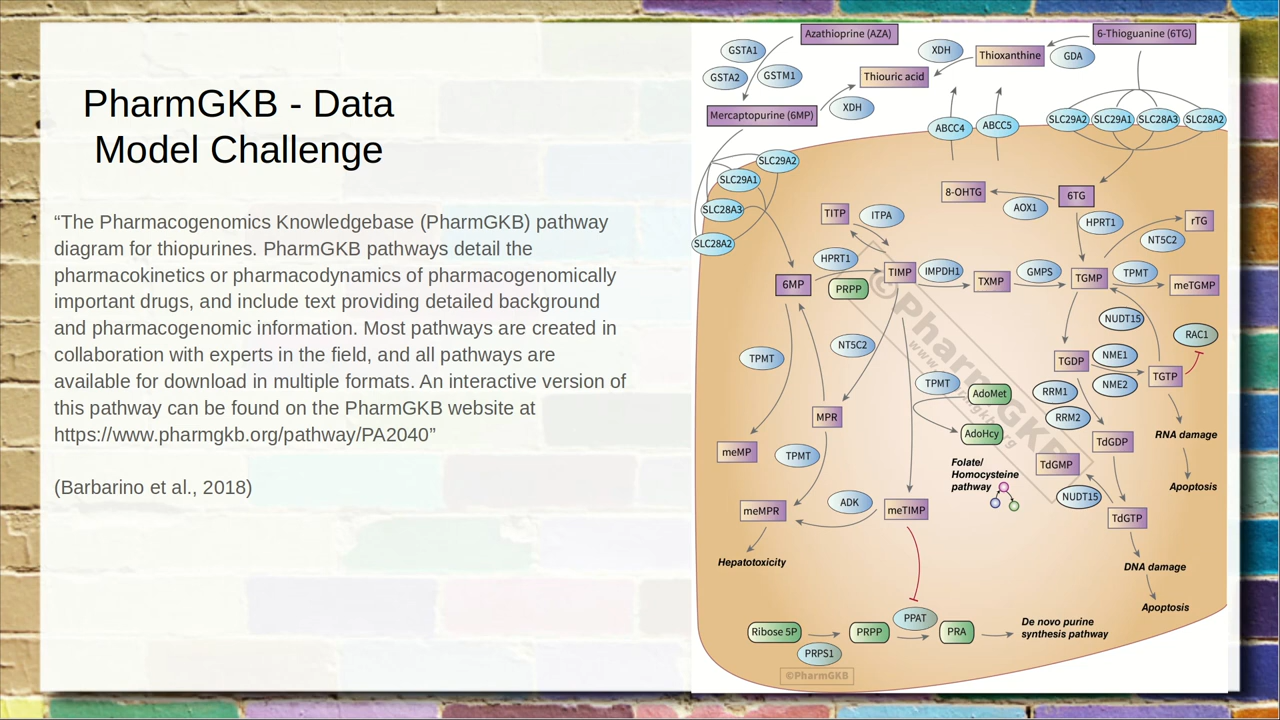 PharmGKB - Data
Model Challenge
“The Pharmacogenomics Knowledgebase (PharmGKB) pathway
diagram for thiopurines. PharmGKB pathways detail the
pharmacokinetics or pharmacodynamics of pharmacogenomically
important drugs, and include text providing detailed background
and pharmacogenomic information. Most pathways are created in
collaboration with experts in the field, and all pathways are
available for download in multiple formats. An interactive version of
this pathway can be found on the PharmGKB website at
https://www.pharmgkb.org/pathway/PA2040”
(Barbarino et al., 2018)
Azathioprine (AZA)
6-Thioguanine (6TG)
GSTA1
XDH
Thioxanthine
GDA
GSTA2
GSTM1
Thiouric acid
Mercaptopurine (6MP)
XDH
ABCC4
ABCC5
SLC29A2
SLC29A1
SLC28A3
SLC28A2
SLC29A2
SLC29A1
SLC28A3
SLC28A2
8-OHTG
AOX1
6TG
TITP
ITPA
HPRT1
rTG
NT5C2
HPRT1
6MP
PRPP
TIMP
IMPDH1
TXMP
GMPS
TGMP
TPMT
meTGMP
NUDT15
RAC1
TPMT
NT5C2
TGDP
NME1
NME2
TGTP
TPMT
AdoMet
RRM1
RRM2
MPR
AdoHcy
TdGDP
RNA damage
meMP
TPMT
Folate/
Homocysteine
pathway
TdGMP
Apoptosis
NUDT15
meMPR
ADK
meTIMP
TdGTP
Hepatotoxicity
DNA damage
Apoptosis
PPAT
Ribose 5P
PRPP
PRA
De novo purine
synthesis pathway
PRPS1
©PharmGKB
©PharmGKB